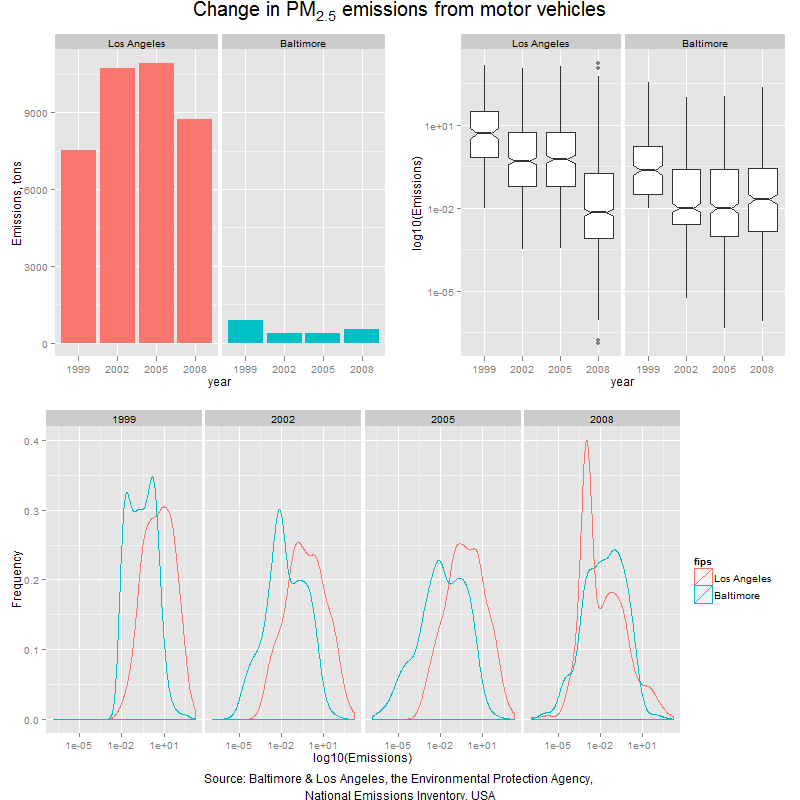 Change in PM2.5 emissions from motor vehicles
Los Angeles Baltimore
Emissions, tons
9000
6000
3000
0
1999 2002 2005 2008 1999 2002 2005 2008
year
Los Angeles Baltimore
log10(Emissions)
1e+01
1e-02
1e-05
1999 2002 2005 2008 1999 2002 2005 2008
year
1999 2002 2005 2008
Frequency
0.4
0.3
0.2
0.1
0.0
1e-05 1e-02 1e+01 1e-05 1e-02 1e+01 1e-05 1e-02 1e+01 1e-05 1e-02 1e+01
log10(Emissions)
fips
Los Angeles
Baltimore
Source: Baltimore & Los Angeles, the Environmental Protection Agency,
National Emissions Inventory. USA